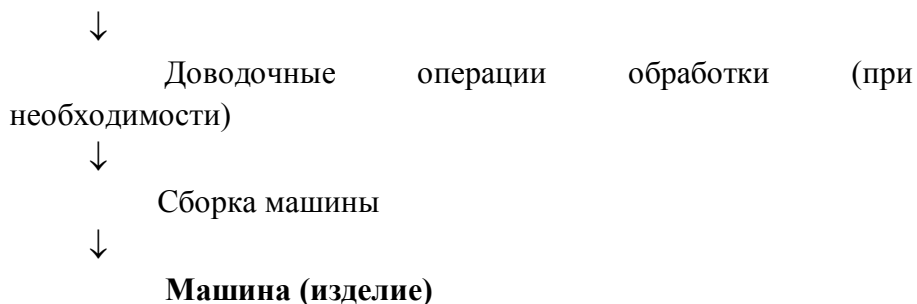 ↓
Доводочные операции обработки (при
необходимости)
↓
Сборка машины
↓
Машина (изделие)